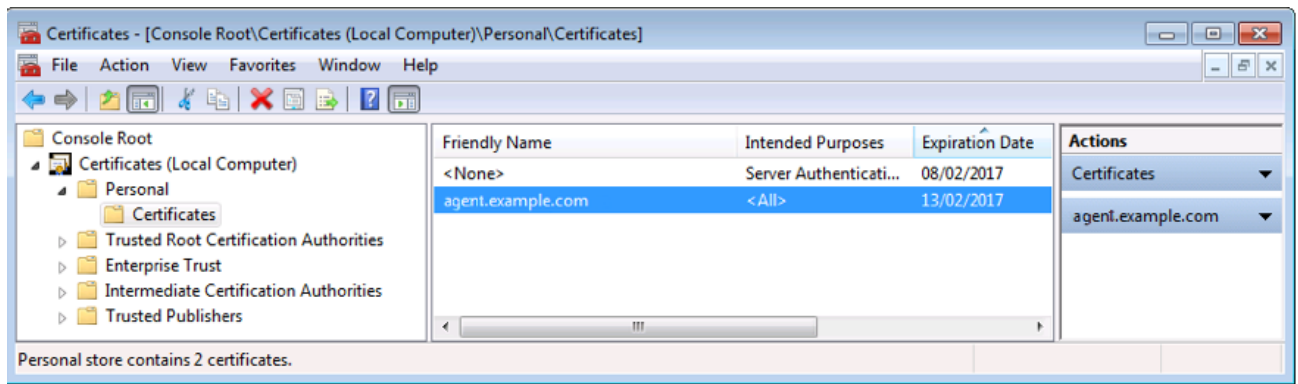 Certificates - [Console Root\Certificates (Local Computer)\Personal\Certificates]
File Action View Favorites Window Help
Console Root
Certificates (Local Computer)
Personal
Certificates
Trusted Root Certification Authorities
Enterprise Trust
Intermediate Certification Authorities
Trusted Publishers
Friendly Name Intended Purposes Expiration Date
<None> Server Authenticati... 08/02/2017
agent.example.com <All> 13/02/2017
Actions
Certificates
agent.example.com
Personal store contains 2 certificates.